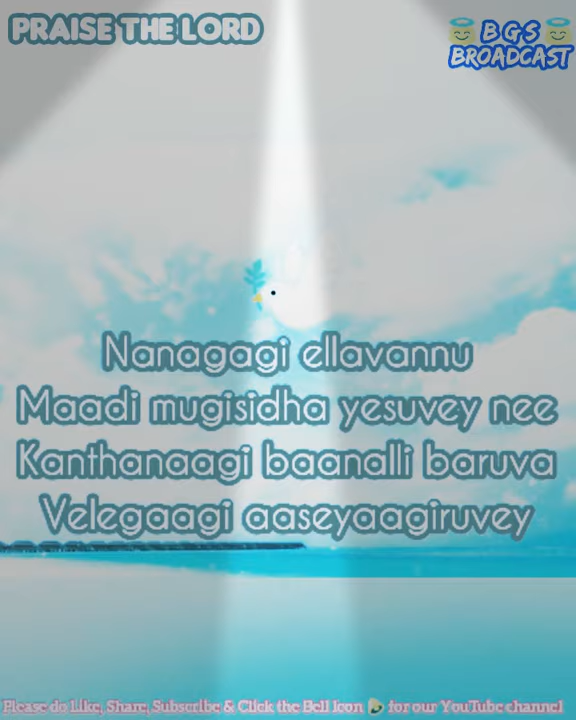 PRAISE THE LORD
BGS
BROADCAST
Nanagagi ellavannu
Maadi mugisidha yesuvey nee
Kanthanaagi baanalli baruva
Velegaagi aaseyaagiruvey
Please do Like, Share, Subscribe & Click the Bell Icon 🔔 for our YouTube channel